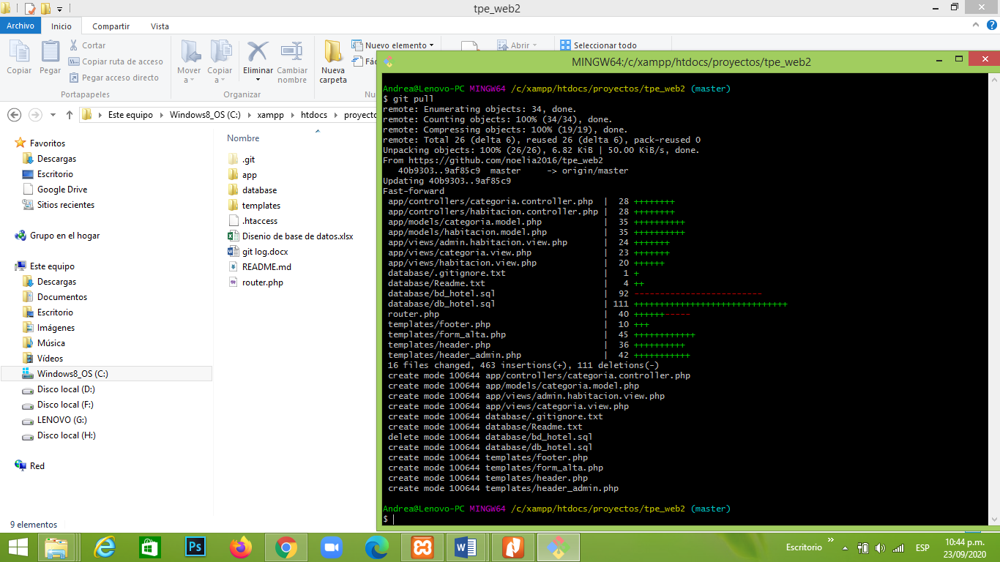 tpe_web2
Archivo
Inicio
Compartir
Vista
Copiar
Pegar
Cortar
Copiar ruta de acceso
Pegar acceso directo
Portapapeles
Mover a
Copiar a
Eliminar
Cambiar nombre
Organizar
Nueva carpeta
Nuevo elemento
Fác
Abrir
Seleccionar todo
Este equipo
Windows8_OS (C:)
xampp
htdocs
proyecto
Favoritos
Descargas
Escritorio
Google Drive
Sitios recientes
Grupo en el hogar
Este equipo
Descargas
Documentos
Escritorio
Imágenes
Música
Vídeos
Windows8_OS (C:)
Disco local (D:)
Disco local (F:)
LENOVO (G:)
Disco local (H:)
Red
9 elementos
Nombre
.git
app
database
templates
.htaccess
Disenio de base de datos.xlsx
git log.docx
README.md
router.php
MINGW64:/c/xampp/htdocs/proyectos/tpe_web2
Andrea@Lenovo-PC MINGW64 /c/xampp/htdocs/proyectos/tpe_web2 (master)
$ git pull
remote: Enumerating objects: 34, done.
remote: Counting objects: 100% (34/34), done.
remote: Compressing objects: 100% (19/19), done.
remote: Total 26 (delta 6), reused 26 (delta 6), pack-reused 0
Unpacking objects: 100% (26/26), 6.82 KiB | 50.00 KiB/s, done.
From https://github.com/noelia2016/tpe_web2
   40b9303..9af85c9  master     -> origin/master
Updating 40b9303..9af85c9
Fast-forward
 app/controllers/categoria.controller.php  |  28 ++++++++
 app/controllers/habitacion.controller.php |  28 ++++++++
 app/models/categoria.model.php            |  35 ++++++++++
 app/models/habitacion.model.php           |  35 ++++++++++
 app/views/admin.habitacion.view.php       |  24 +++++++
 app/views/categoria.view.php              |  23 +++++++
 app/views/habitacion.view.php             |  20 ++++++
 database/.gitignore.txt                   |   1 +
 database/Readme.txt                       |   4 ++
 database/bd_hotel.sql                     |  92 -------------------------
 database/db_hotel.sql                     | 111 ++++++++++++++++++++++++++++++
 router.php                                |  40 ++++++-----
 templates/footer.php                      |  10 +++
 templates/form_alta.php                   |  45 ++++++++++++
 templates/header.php                      |  36 ++++++++++
 templates/header_admin.php                |  42 +++++++++++
 16 files changed, 463 insertions(+), 111 deletions(-)
 create mode 100644 app/controllers/categoria.controller.php
 create mode 100644 app/models/categoria.model.php
 create mode 100644 app/views/admin.habitacion.view.php
 create mode 100644 app/views/categoria.view.php
 create mode 100644 database/.gitignore.txt
 create mode 100644 database/Readme.txt
 delete mode 100644 database/bd_hotel.sql
 create mode 100644 database/db_hotel.sql
 create mode 100644 templates/footer.php
 create mode 100644 templates/form_alta.php
 create mode 100644 templates/header.php
 create mode 100644 templates/header_admin.php
Andrea@Lenovo-PC MINGW64 /c/xampp/htdocs/proyectos/tpe_web2 (master)
$
Ps
Escritorio
ESP
10:44 p.m.
23/09/2020